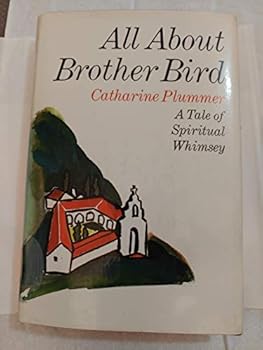 All About
Brother Bird
Catharine Plummer
A Tale of
Spiritual
Whimsey